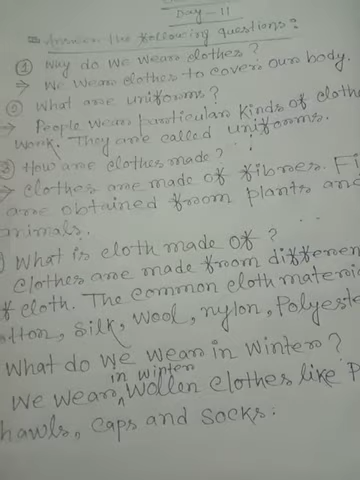 Day-11
Answer the following questions:
① Why do we wear clothes?
→ We wear clothes to cover our body.
② What are uniforms?
→ People wear particular kinds of clothe
work. They are called uniforms.
③ How are clothes made?
→ Clothes are made of fibres. Fi
are obtained from plants and
animals.
) What is cloth made of?
Clothes are made from differen
of cloth. The common cloth materia
otton, silk, wool, nylon, Polyeste
What do we wear in winter?
in winter
We wear ^ wollen clothes like P
hawls, caps and socks.